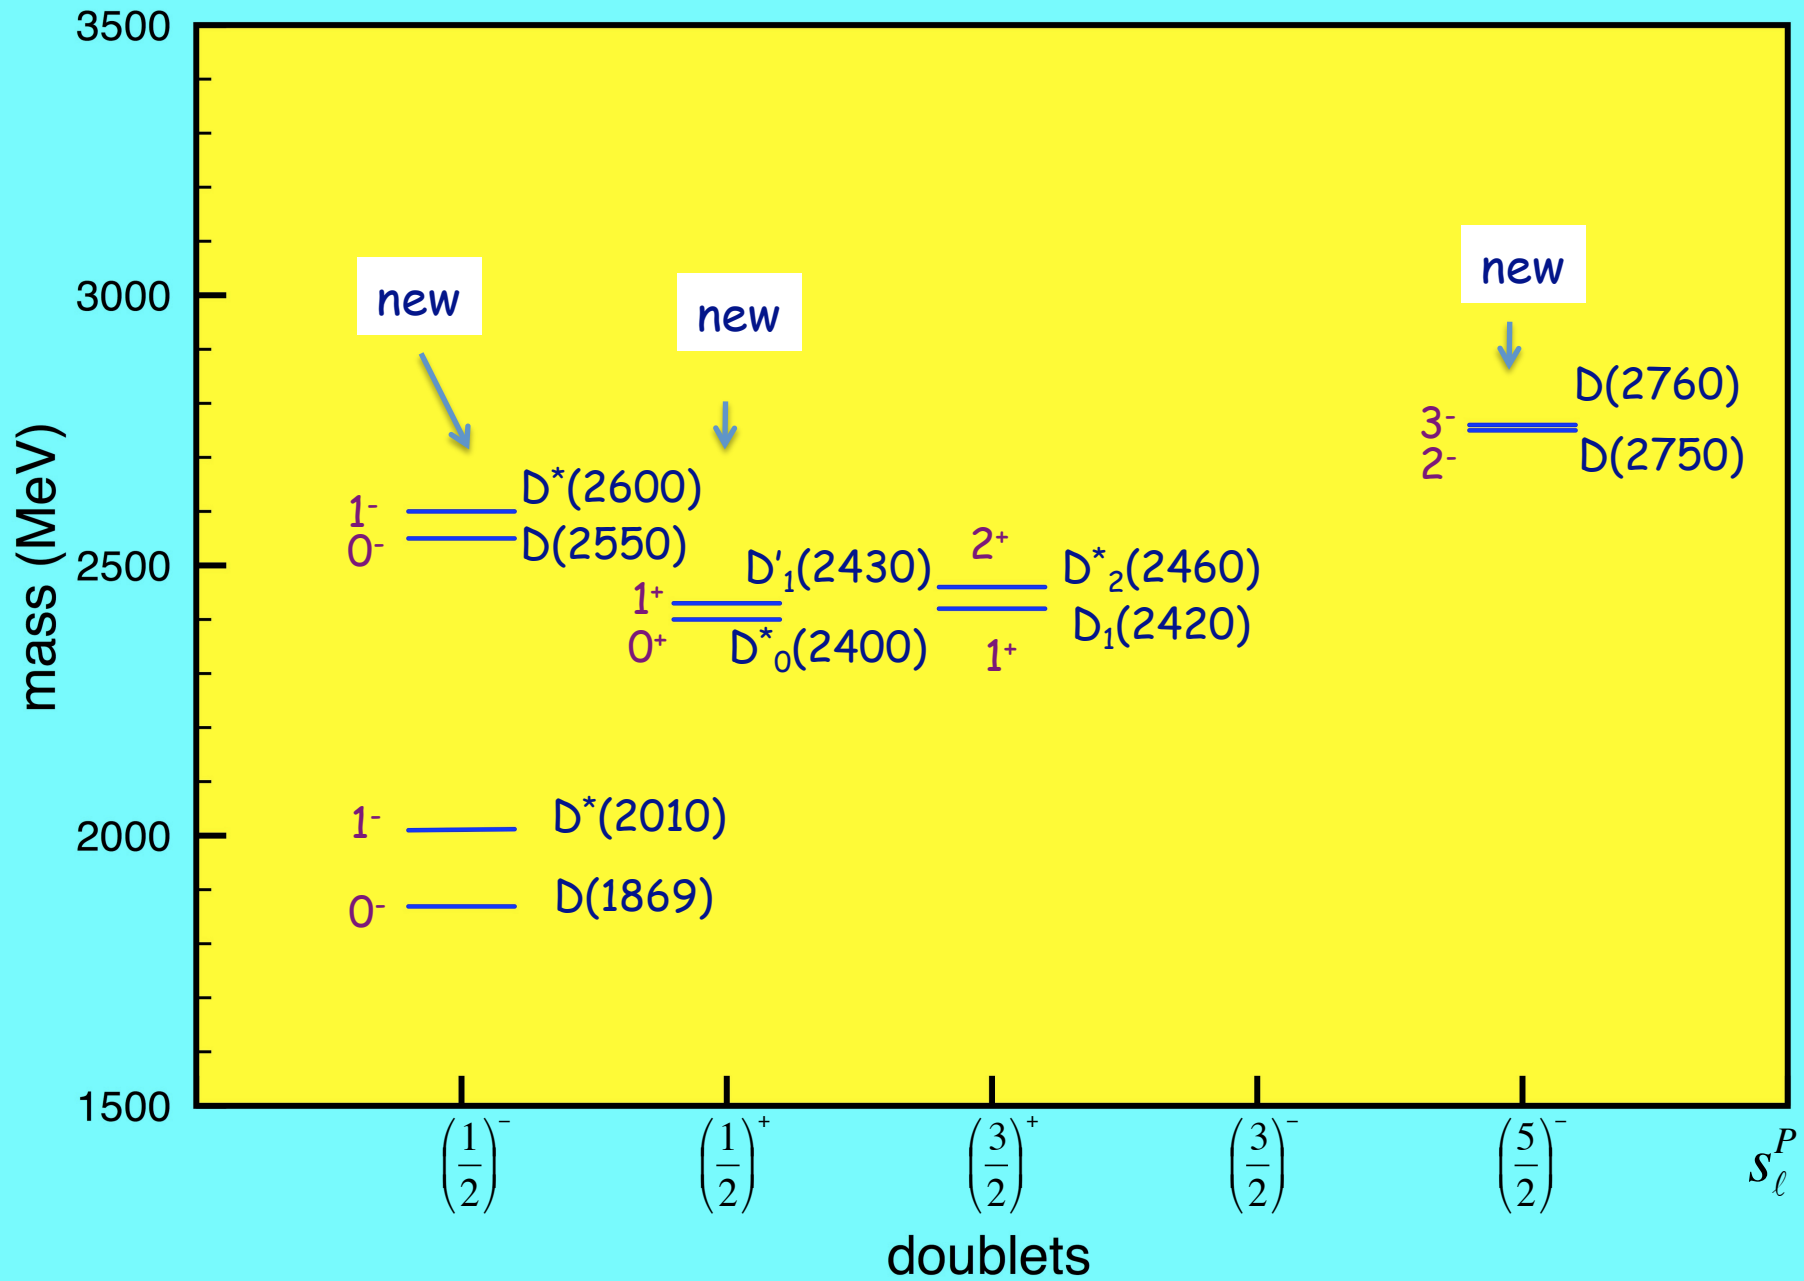 3500
new
3000
new
new
D(2760)
3⁻
D(2750)
2⁻
D*(2600)
1⁻
D(2550)
0⁻
2500
2⁺
D'₁(2430)
D*₂(2460)
1⁺
D₁(2420)
0⁺
D*₀(2400)
1⁺
mass (MeV)
D*(2010)
1⁻
2000
D(1869)
0⁻
1500
(1/2)⁻ (1/2)⁺ (3/2)⁺ (3/2)⁻ (5/2)⁻ s_ℓ^P
doublets